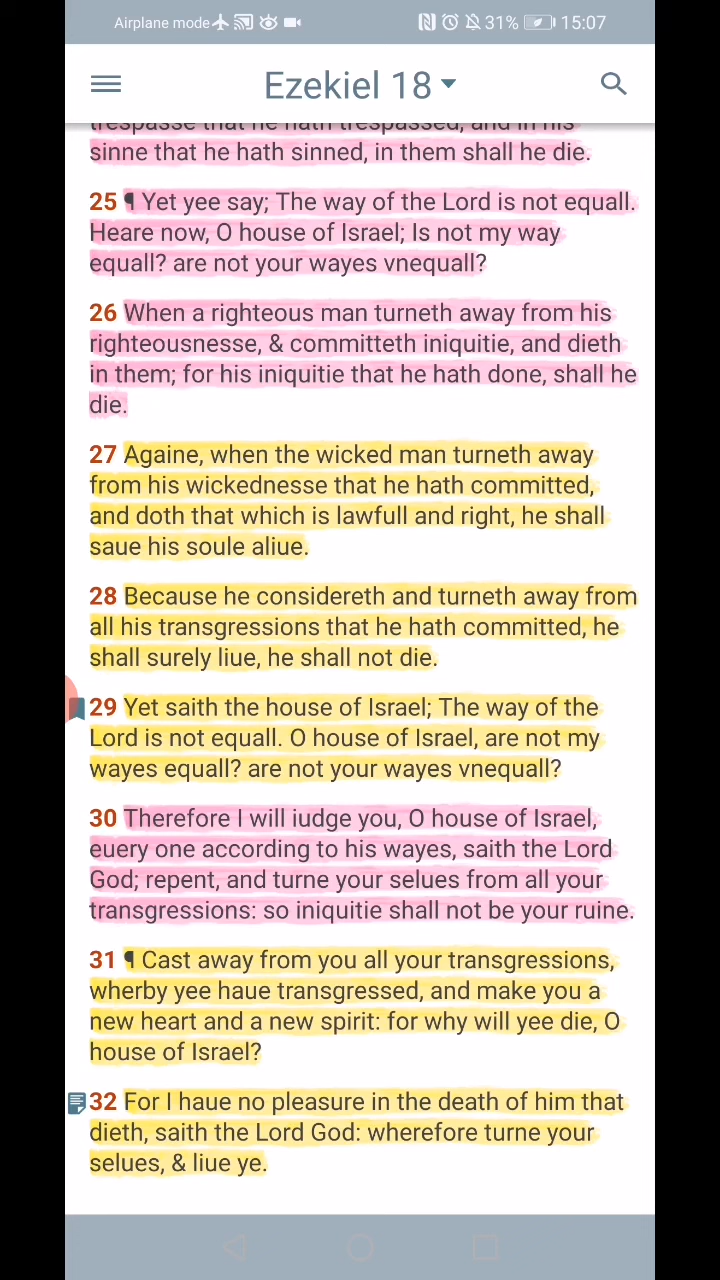 Airplane mode 31% 15:07
Ezekiel 18
trespasse that he hath trespassed, and in his
sinne that he hath sinned, in them shall he die.
25 ¶ Yet yee say; The way of the Lord is not equall.
Heare now, O house of Israel; Is not my way
equall? are not your wayes vnequall?
26 When a righteous man turneth away from his
righteousnesse, & committeth iniquitie, and dieth
in them; for his iniquitie that he hath done, shall he
die.
27 Againe, when the wicked man turneth away
from his wickednesse that he hath committed,
and doth that which is lawfull and right, he shall
saue his soule aliue.
28 Because he considereth and turneth away from
all his transgressions that he hath committed, he
shall surely liue, he shall not die.
29 Yet saith the house of Israel; The way of the
Lord is not equall. O house of Israel, are not my
wayes equall? are not your wayes vnequall?
30 Therefore I will iudge you, O house of Israel,
euery one according to his wayes, saith the Lord
God; repent, and turne your selues from all your
transgressions: so iniquitie shall not be your ruine.
31 ¶ Cast away from you all your transgressions,
wherby yee haue transgressed, and make you a
new heart and a new spirit: for why will yee die, O
house of Israel?
32 For I haue no pleasure in the death of him that
dieth, saith the Lord God: wherefore turne your
selues, & liue ye.